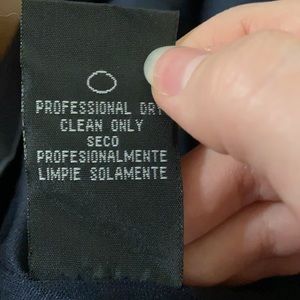 PROFESSIONAL DRY
CLEAN ONLY
SECO
PROFESIONALMENTE
LIMPIE SOLAMENTE